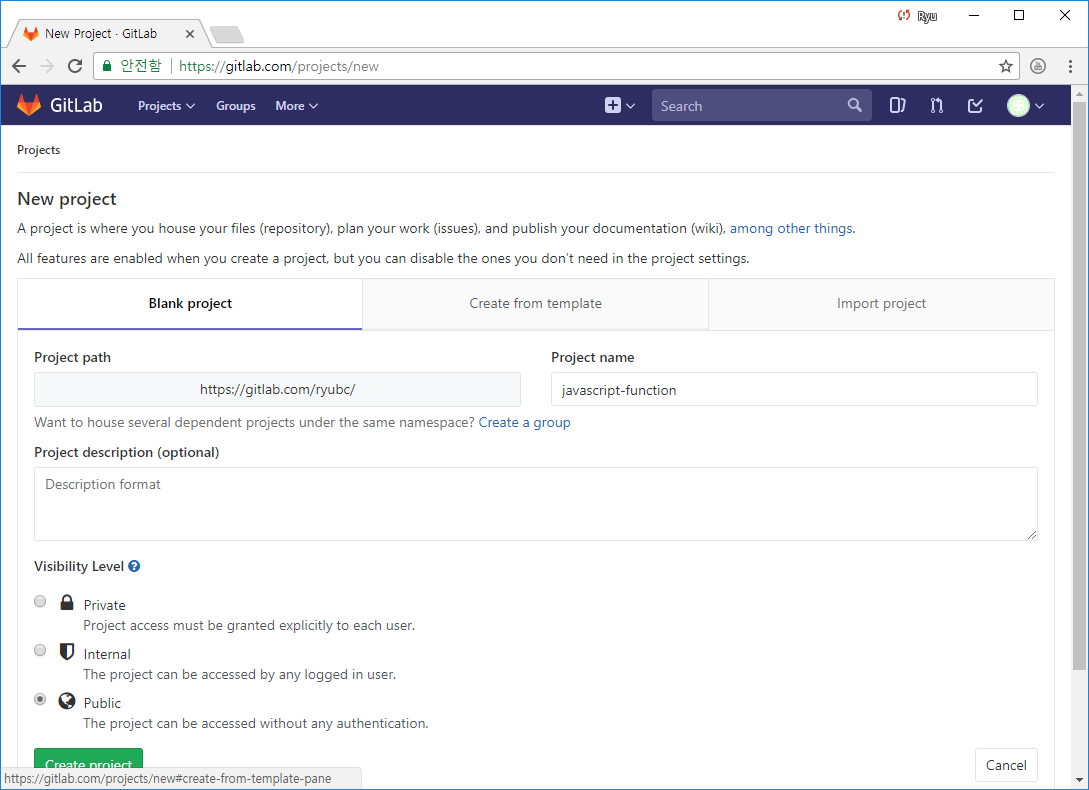 Ryu
New Project · GitLab
안전함 https://gitlab.com/projects/new
GitLab Projects Groups More Search
Projects
New project
A project is where you house your files (repository), plan your work (issues), and publish your documentation (wiki), among other things.
All features are enabled when you create a project, but you can disable the ones you don't need in the project settings.
Blank project Create from template Import project
Project path Project name
https://gitlab.com/ryubc/ javascript-function
Want to house several dependent projects under the same namespace? Create a group
Project description (optional)
Description format
Visibility Level
Private
Project access must be granted explicitly to each user.
Internal
The project can be accessed by any logged in user.
Public
The project can be accessed without any authentication.
Create project Cancel
https://gitlab.com/projects/new#create-from-template-pane